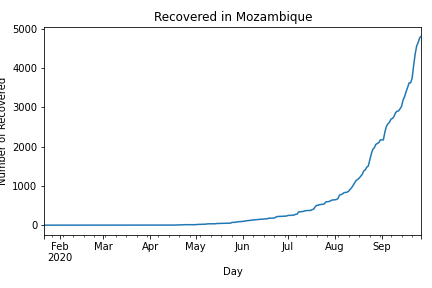 Recovered in Mozambique
Number of Recovered
5000
4000
3000
2000
1000
0
Feb Mar Apr May Jun Jul Aug Sep
2020
Day